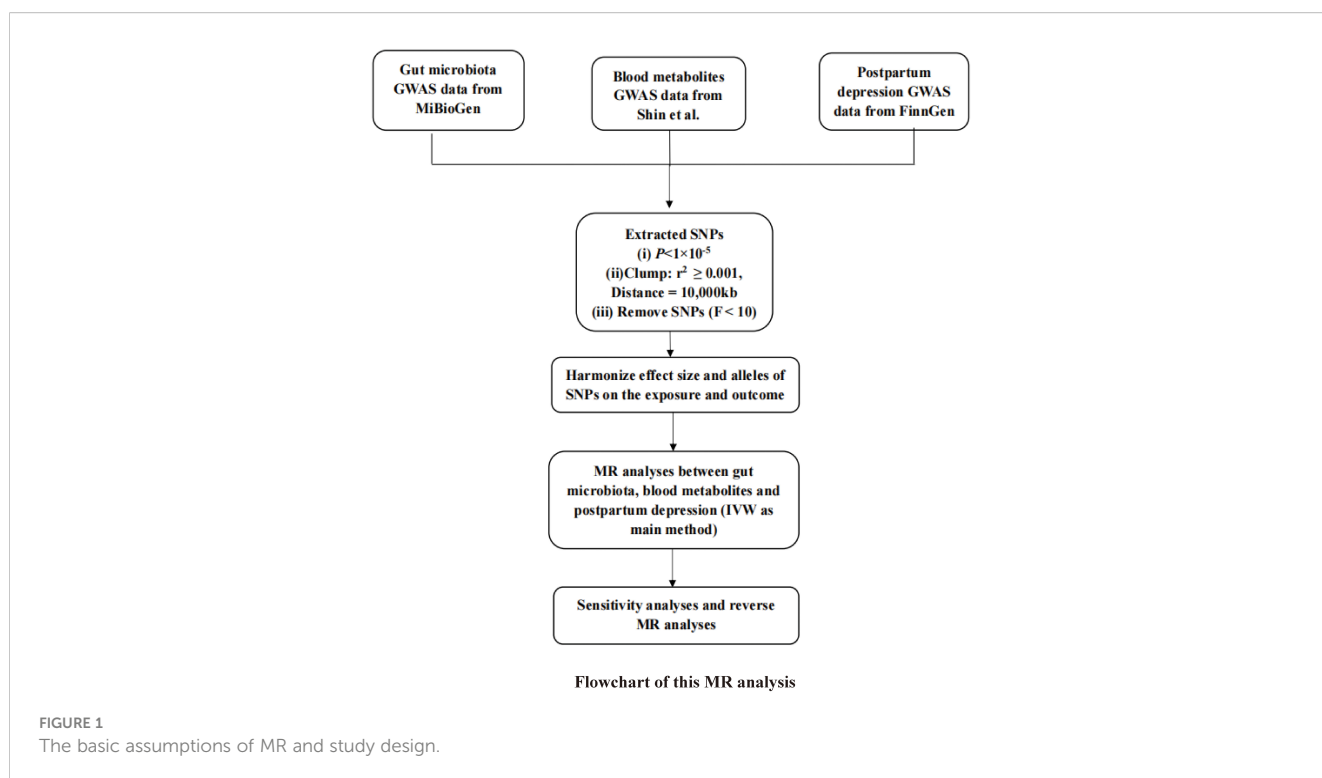 Gut microbiota
GWAS data from
MiBioGen
Blood metabolites
GWAS data from
Shin et al.
Postpartum
depression GWAS
data from FinnGen
Extracted SNPs
(i) P<1×10⁻⁵
(ii)Clump: r² ≥ 0.001,
Distance = 10,000kb
(iii) Remove SNPs (F < 10)
Harmonize effect size and alleles of
SNPs on the exposure and outcome
MR analyses between gut
microbiota, blood metabolites and
postpartum depression (IVW as
main method)
Sensitivity analyses and reverse
MR analyses
Flowchart of this MR analysis
FIGURE 1
The basic assumptions of MR and study design.